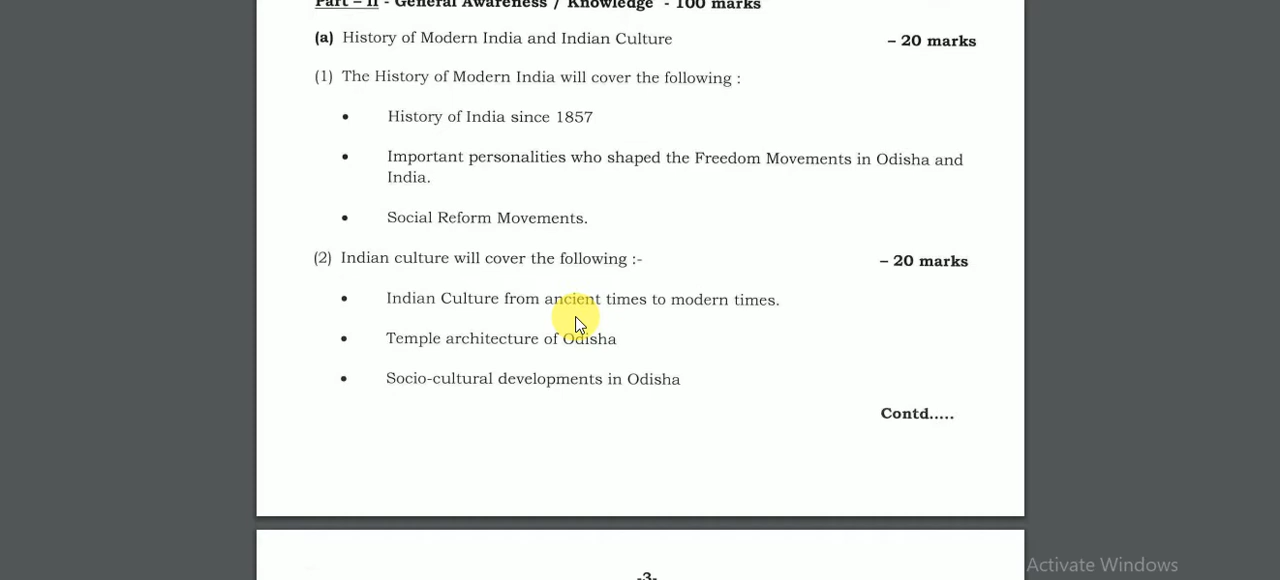 Part – II - General Awareness / Knowledge - 100 marks
(a) History of Modern India and Indian Culture – 20 marks
(1) The History of Modern India will cover the following :
• History of India since 1857
• Important personalities who shaped the Freedom Movements in Odisha and
India.
• Social Reform Movements.
(2) Indian culture will cover the following :- – 20 marks
• Indian Culture from ancient times to modern times.
• Temple architecture of Odisha
• Socio-cultural developments in Odisha
Contd.....
Activate Windows
-3-